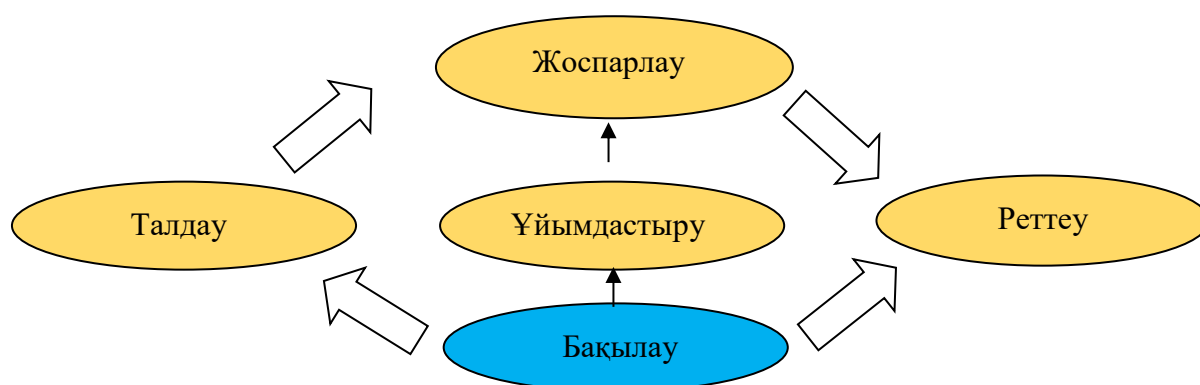 Жоспарлау
Талдау
Ұйымдастыру
Реттеу
Бақылау